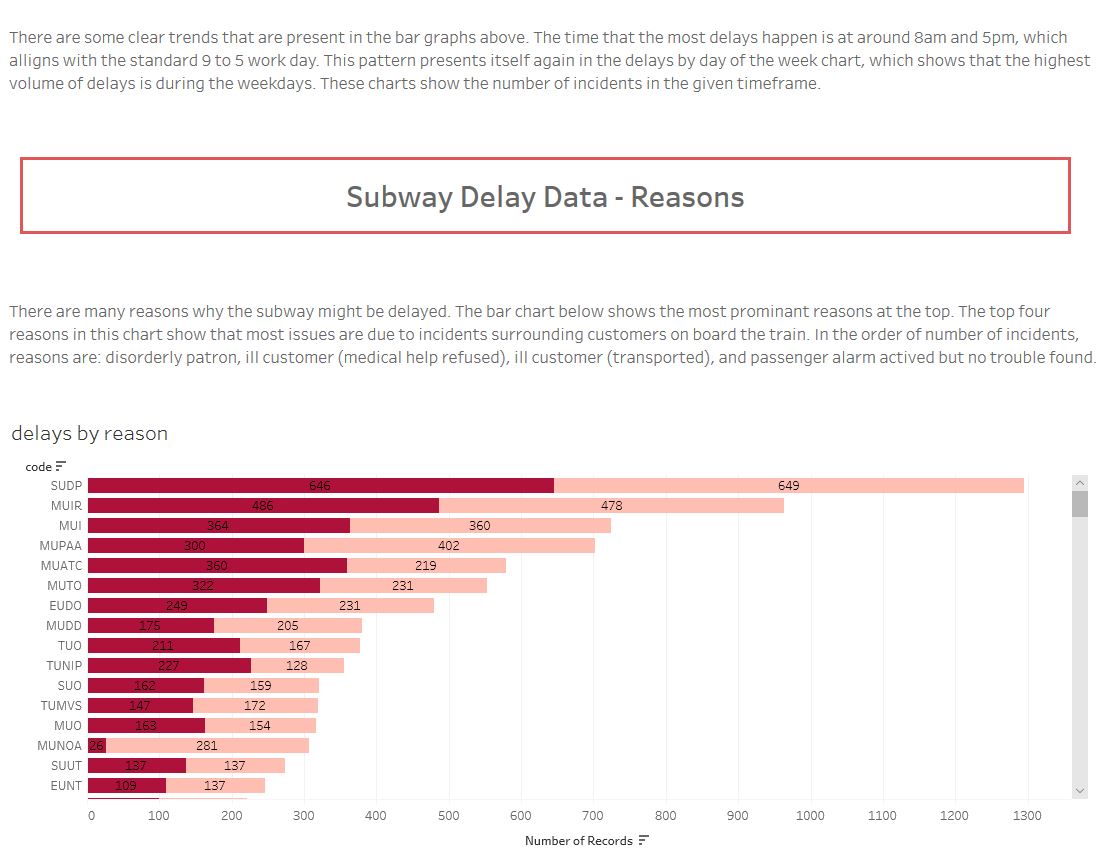 There are some clear trends that are present in the bar graphs above. The time that the most delays happen is at around 8am and 5pm, which
alligns with the standard 9 to 5 work day. This pattern presents itself again in the delays by day of the week chart, which shows that the highest
volume of delays is during the weekdays. These charts show the number of incidents in the given timeframe.
Subway Delay Data - Reasons
There are many reasons why the subway might be delayed. The bar chart below shows the most prominant reasons at the top. The top four
reasons in this chart show that most issues are due to incidents surrounding customers on board the train. In the order of number of incidents,
reasons are: disorderly patron, ill customer (medical help refused), ill customer (transported), and passenger alarm actived but no trouble found.
delays by reason
code
SUDP 646 649
MUIR 486 478
MUI 364 360
MUPAA 300 402
MUATC 360 219
MUTO 322 231
EUDO 249 231
MUDD 175 205
TUO 211 167
TUNIP 227 128
SUO 162 159
TUMVS 147 172
MUO 163 154
MUNOA 26 281
SUUT 137 137
EUNT 109 137
0 100 200 300 400 500 600 700 800 900 1000 1100 1200 1300
Number of Records